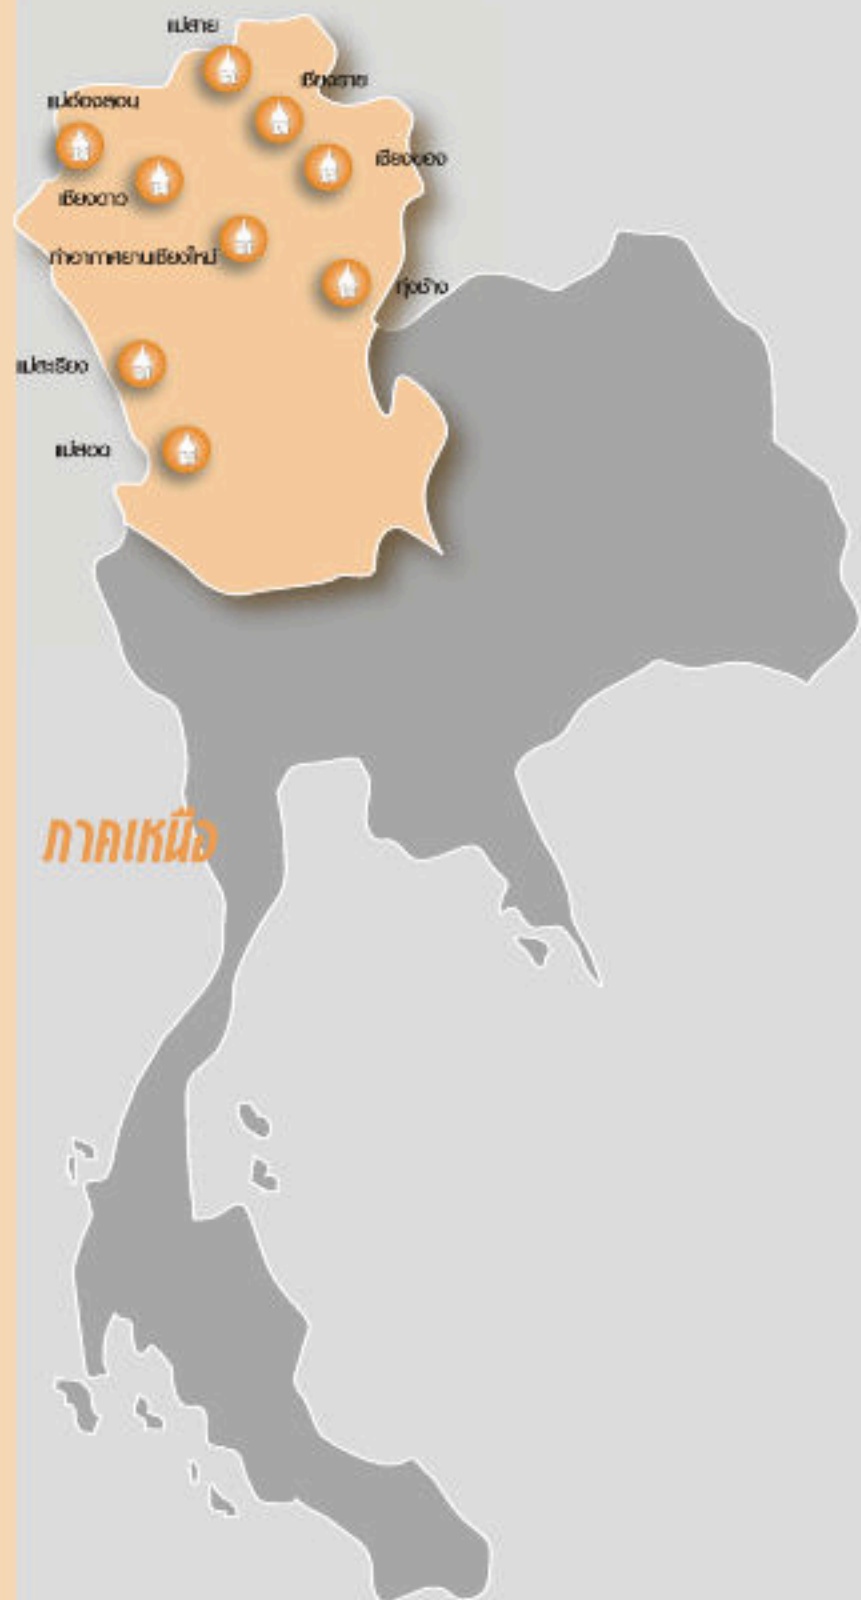 แม่สาย
เชียงราย
แม่ฮ่องสอน
เชียงของ
เชียงดาว
ท่าอากาศยานเชียงใหม่
ทุ่งช้าง
แม่สะเรียง
แม่สอด
ภาคเหนือ